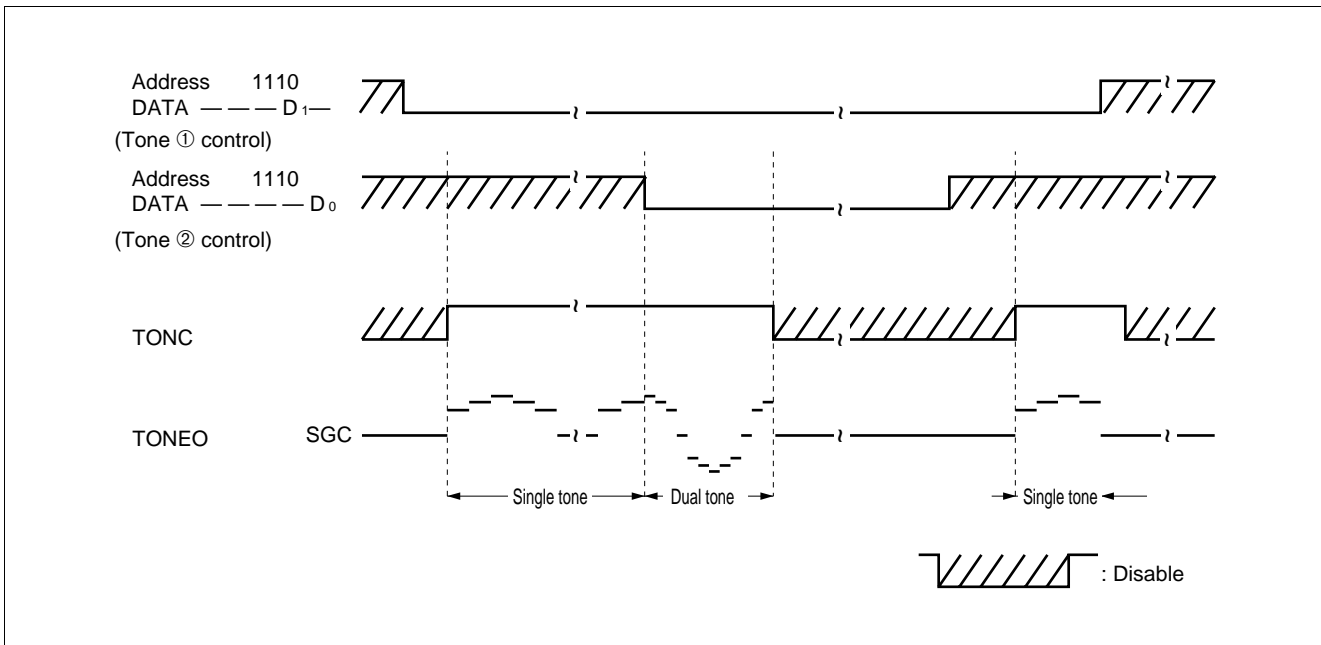 Address 1110
DATA — — — D1—
(Tone ① control)
Address 1110
DATA — — — — D0
(Tone ② control)
TONC
TONEO SGC
Single tone Dual tone Single tone
: Disable